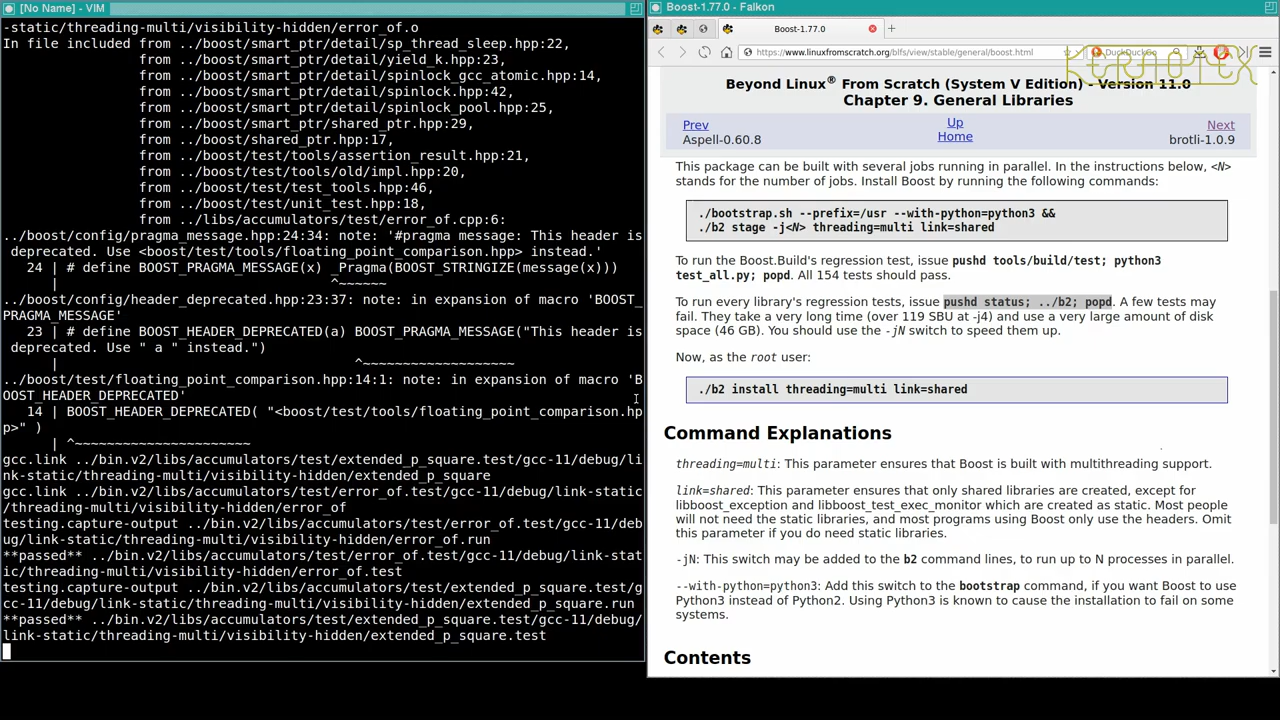 [No Name] - VIM
-static/threading-multi/visibility-hidden/error_of.o
In file included from ../boost/smart_ptr/detail/sp_thread_sleep.hpp:22,
from ../boost/smart_ptr/detail/yield_k.hpp:23,
from ../boost/smart_ptr/detail/spinlock_gcc_atomic.hpp:14,
from ../boost/smart_ptr/detail/spinlock.hpp:42,
from ../boost/smart_ptr/detail/spinlock_pool.hpp:25,
from ../boost/smart_ptr/shared_ptr.hpp:29,
from ../boost/shared_ptr.hpp:17,
from ../boost/test/tools/assertion_result.hpp:21,
from ../boost/test/tools/old/impl.hpp:20,
from ../boost/test/test_tools.hpp:46,
from ../boost/test/unit_test.hpp:18,
from ../libs/accumulators/test/error_of.cpp:6:
../boost/config/pragma_message.hpp:24:34: note: '#pragma message: This header is
deprecated. Use <boost/test/tools/floating_point_comparison.hpp> instead.'
24 | # define BOOST_PRAGMA_MESSAGE(x) _Pragma(BOOST_STRINGIZE(message(x)))
| ^~~~~~~
../boost/config/header_deprecated.hpp:23:37: note: in expansion of macro 'BOOST_
PRAGMA_MESSAGE'
23 | # define BOOST_HEADER_DEPRECATED(a) BOOST_PRAGMA_MESSAGE("This header is
deprecated. Use " a " instead.")
| ^~~~~~~~~~~~~~~~~~~~
../boost/test/floating_point_comparison.hpp:14:1: note: in expansion of macro 'B
OOST_HEADER_DEPRECATED'
14 | BOOST_HEADER_DEPRECATED( "<boost/test/tools/floating_point_comparison.hp
p>" )
| ^~~~~~~~~~~~~~~~~~~~~~~
gcc.link ../bin.v2/libs/accumulators/test/extended_p_square.test/gcc-11/debug/li
nk-static/threading-multi/visibility-hidden/extended_p_square
gcc.link ../bin.v2/libs/accumulators/test/error_of.test/gcc-11/debug/link-static
/threading-multi/visibility-hidden/error_of
testing.capture-output ../bin.v2/libs/accumulators/test/error_of.test/gcc-11/deb
ug/link-static/threading-multi/visibility-hidden/error_of.run
**passed** ../bin.v2/libs/accumulators/test/error_of.test/gcc-11/debug/link-stat
ic/threading-multi/visibility-hidden/error_of.test
testing.capture-output ../bin.v2/libs/accumulators/test/extended_p_square.test/g
cc-11/debug/link-static/threading-multi/visibility-hidden/extended_p_square.run
**passed** ../bin.v2/libs/accumulators/test/extended_p_square.test/gcc-11/debug/
link-static/threading-multi/visibility-hidden/extended_p_square.test
Boost-1.77.0 - Falkon
Boost-1.77.0
https://www.linuxfromscratch.org/blfs/view/stable/general/boost.html
DuckDuckGo
KERNOTEX
Beyond Linux® From Scratch (System V Edition) - Version 11.0
Chapter 9. General Libraries
Prev Up Next
Aspell-0.60.8 Home brotli-1.0.9
This package can be built with several jobs running in parallel. In the instructions below, <N>
stands for the number of jobs. Install Boost by running the following commands:
./bootstrap.sh --prefix=/usr --with-python=python3 &&
./b2 stage -j<N> threading=multi link=shared
To run the Boost.Build's regression test, issue pushd tools/build/test; python3
test_all.py; popd. All 154 tests should pass.
To run every library's regression tests, issue pushd status; ../b2; popd. A few tests may
fail. They take a very long time (over 119 SBU at -j4) and use a very large amount of disk
space (46 GB). You should use the -jN switch to speed them up.
Now, as the root user:
./b2 install threading=multi link=shared
Command Explanations
threading=multi: This parameter ensures that Boost is built with multithreading support.
link=shared: This parameter ensures that only shared libraries are created, except for
libboost_exception and libboost_test_exec_monitor which are created as static. Most people
will not need the static libraries, and most programs using Boost only use the headers. Omit
this parameter if you do need static libraries.
-jN: This switch may be added to the b2 command lines, to run up to N processes in parallel.
--with-python=python3: Add this switch to the bootstrap command, if you want Boost to use
Python3 instead of Python2. Using Python3 is known to cause the installation to fail on some
systems.
Contents